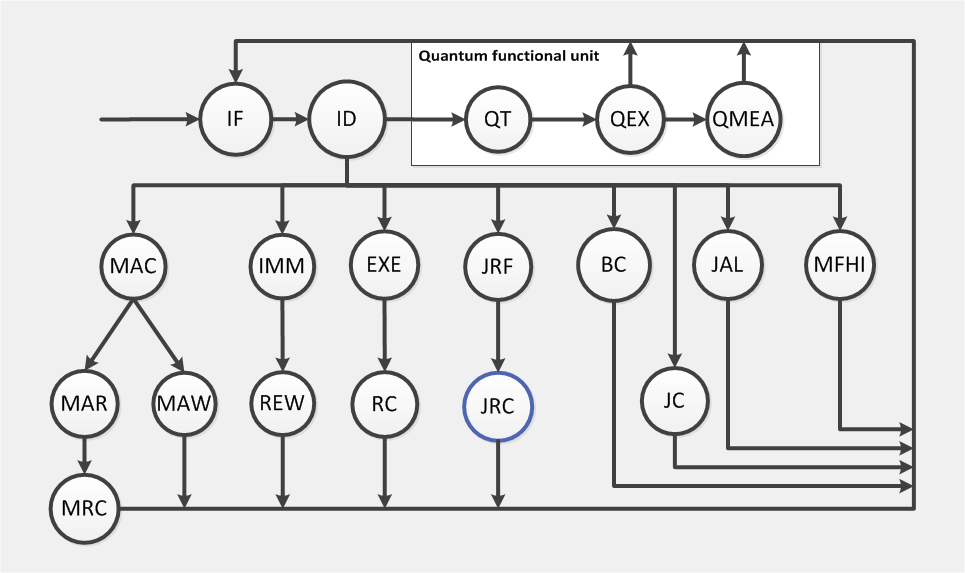 Quantum functional unit
IF
ID
QT
QEX
QMEA
MAC
IMM
EXE
JRF
BC
JAL
MFHI
MAR
MAW
REW
RC
JRC
JC
MRC